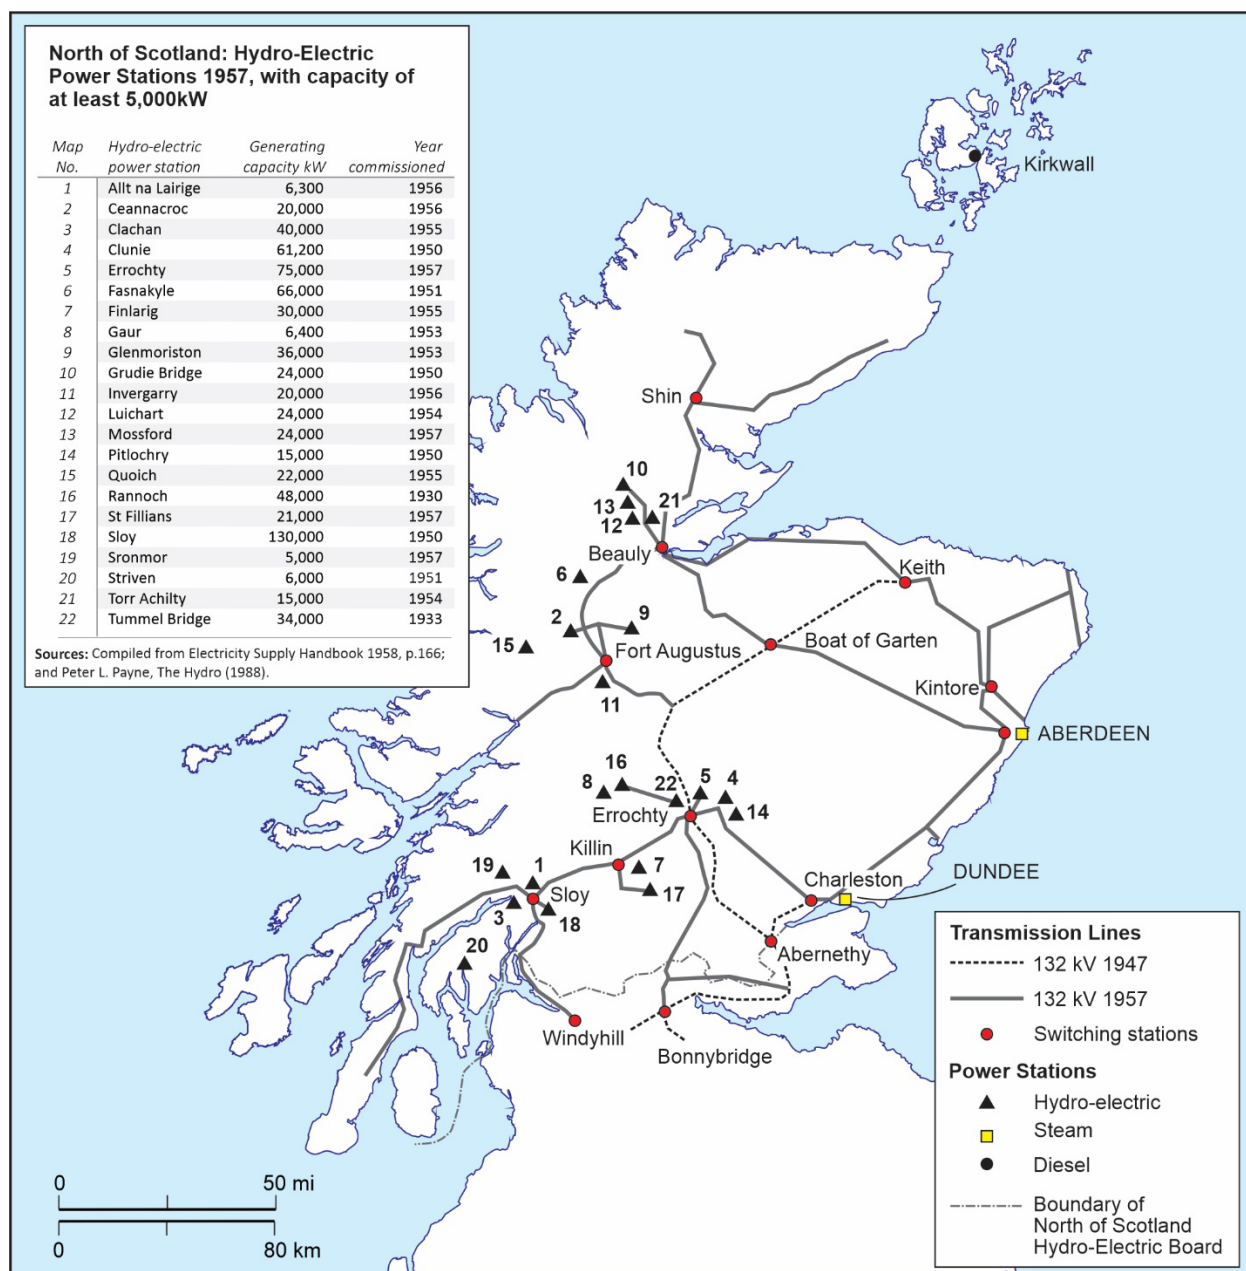 North of Scotland: Hydro-Electric
Power Stations 1957, with capacity of
at least 5,000kW
Map Hydro-electric Generating Year
No. power station capacity kW commissioned
1 Allt na Lairige 6,300 1956
2 Ceannacroc 20,000 1956
3 Clachan 40,000 1955
4 Clunie 61,200 1950
5 Errochty 75,000 1957
6 Fasnakyle 66,000 1951
7 Finlarig 30,000 1955
8 Gaur 6,400 1953
9 Glenmoriston 36,000 1953
10 Grudie Bridge 24,000 1950
11 Invergarry 20,000 1956
12 Luichart 24,000 1954
13 Mossford 24,000 1957
14 Pitlochry 15,000 1950
15 Quoich 22,000 1955
16 Rannoch 48,000 1930
17 St Fillians 21,000 1957
18 Sloy 130,000 1950
19 Sronmor 5,000 1957
20 Striven 6,000 1951
21 Torr Achilty 15,000 1954
22 Tummel Bridge 34,000 1933
Sources: Compiled from Electricity Supply Handbook 1958, p.166;
and Peter L. Payne, The Hydro (1988).
Kirkwall
Shin
10
13
21
12
Beauly
Keith
6
2
9
15
Fort Augustus
Boat of Garten
11
Kintore
ABERDEEN
16
8
22
5
4
14
Errochty
Killin
7
17
19
1
Sloy
3
18
Charleston
DUNDEE
20
Abernethy
Windyhill
Bonnybridge
0 50 mi
0 80 km
Transmission Lines
132 kV 1947
132 kV 1957
Switching stations
Power Stations
Hydro-electric
Steam
Diesel
Boundary of
North of Scotland
Hydro-Electric Board